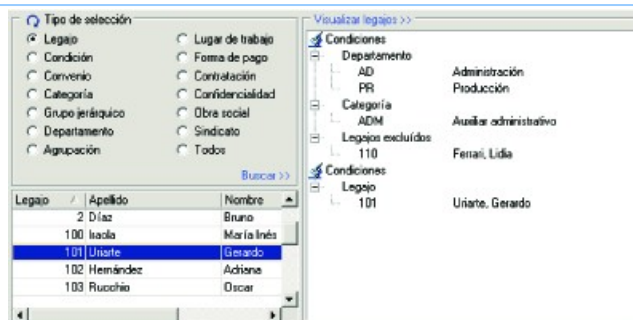 Tipo de selección
Legajo
Lugar de trabajo
Condición
Forma de pago
Convenio
Contratación
Categoría
Confidencialidad
Grupo jerárquico
Obra social
Departamento
Sindicato
Agrupación
Todos
Buscar >>
Legajo / Apellido Nombre
2 Díaz Bruno
100 Isaola María Inés
101 Uriarte Gerardo
102 Hernández Adriana
103 Rucchio Oscar
Visualizar legajos >>
Condiciones
Departamento
AD Administración
PR Producción
Categoría
ADM Auxiliar administrativo
Legajos excluídos
110 Ferrari, Lidia
Condiciones
Legajo
101 Uriarte, Gerardo